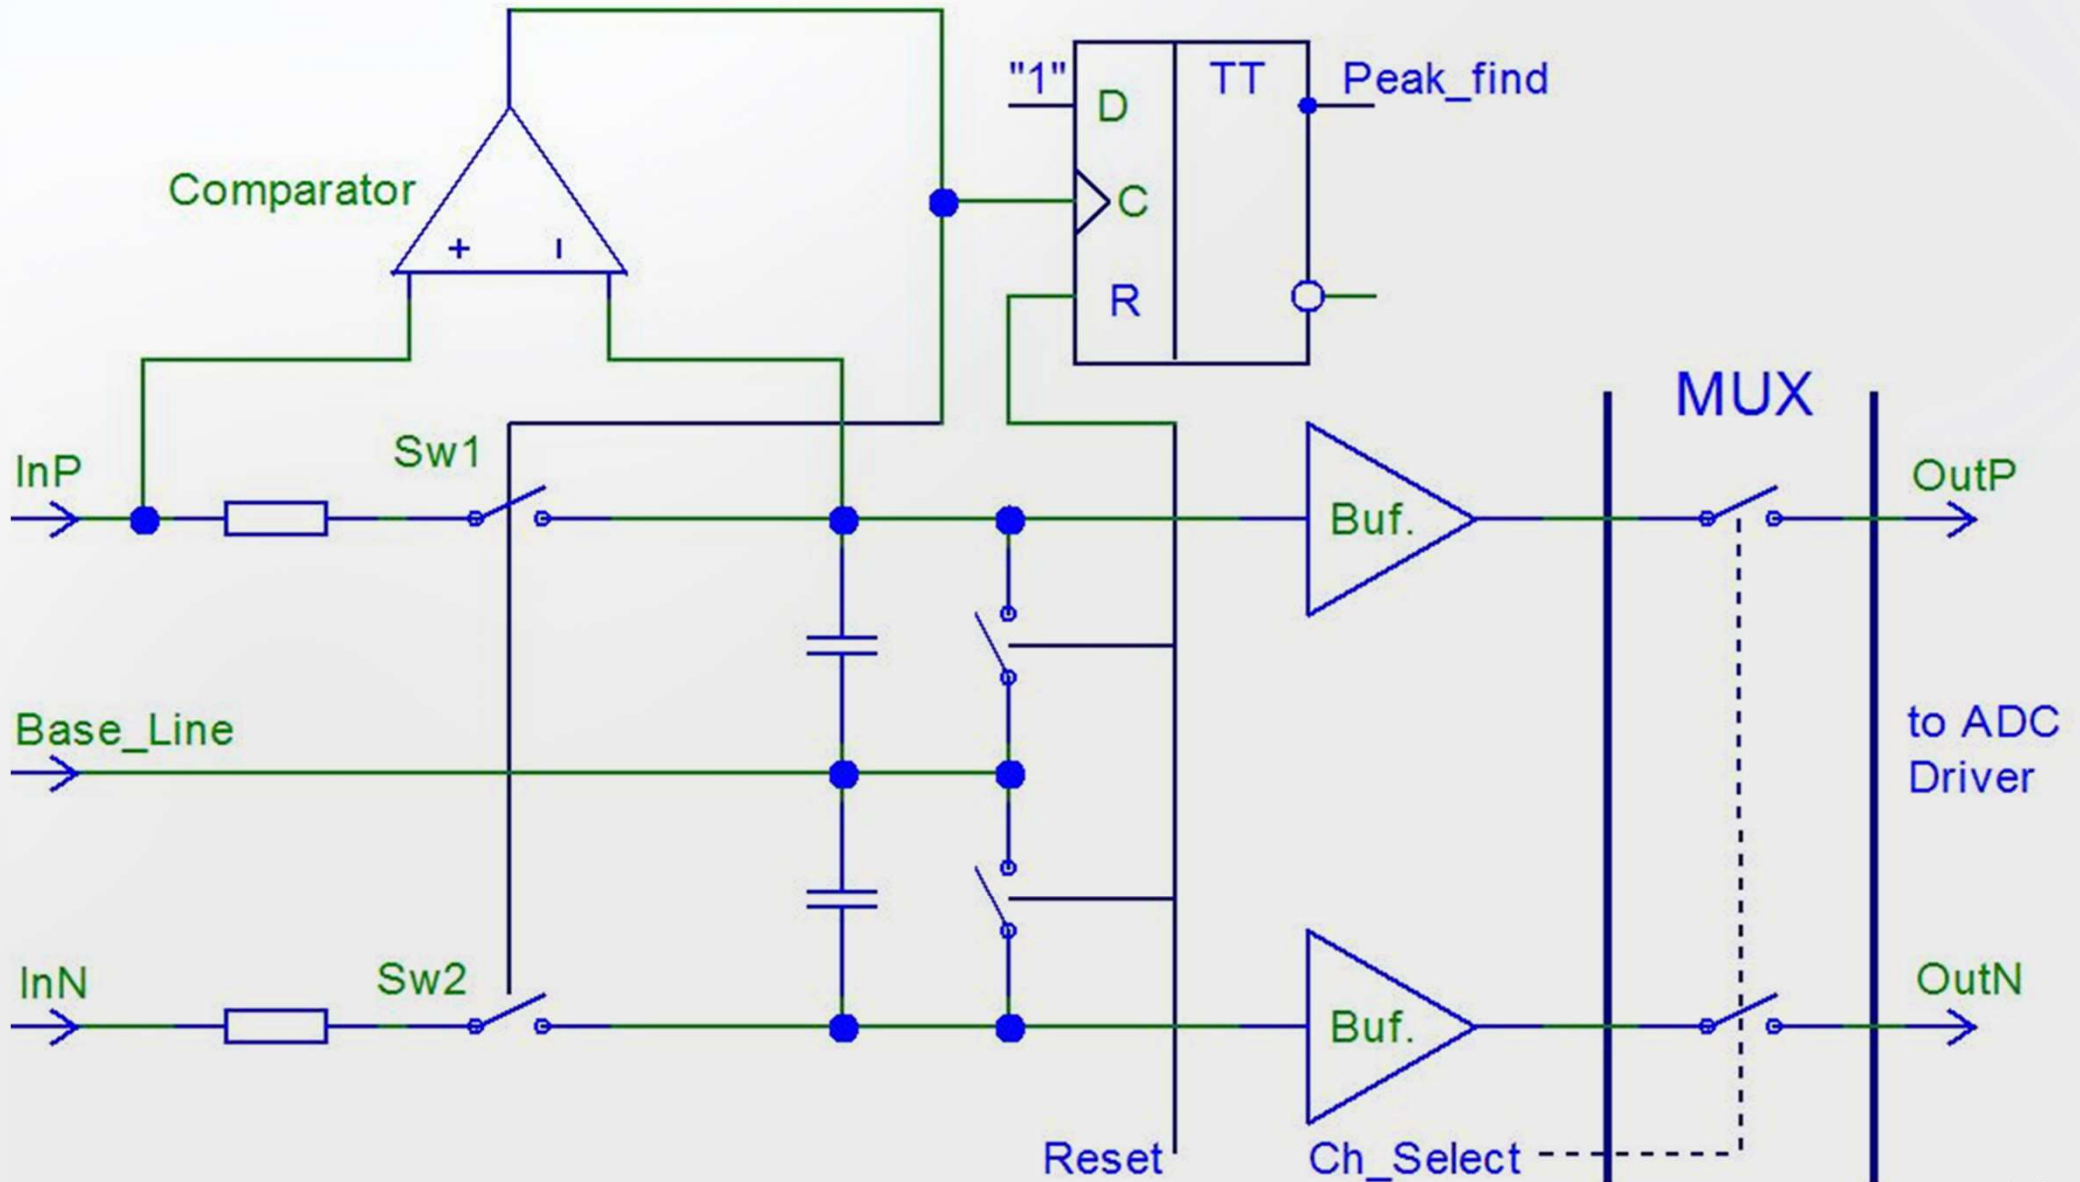 "1"
D
TT
Peak_find
Comparator
C
+
-
R
MUX
Sw1
InP
OutP
Buf.
Base_Line
to ADC
Driver
Sw2
InN
OutN
Buf.
Reset
Ch_Select